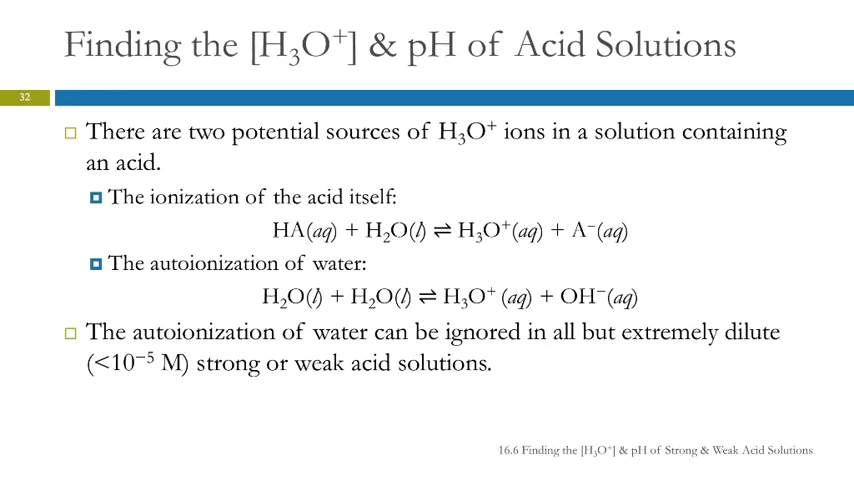 Finding the [H₃O⁺] & pH of Acid Solutions
32
There are two potential sources of H₃O⁺ ions in a solution containing
an acid.
The ionization of the acid itself:
HA(aq) + H₂O(l) ⇌ H₃O⁺(aq) + A⁻(aq)
The autoionization of water:
H₂O(l) + H₂O(l) ⇌ H₃O⁺ (aq) + OH⁻(aq)
The autoionization of water can be ignored in all but extremely dilute
(<10⁻⁵ M) strong or weak acid solutions.
16.6 Finding the [H₃O⁺] & pH of Strong & Weak Acid Solutions